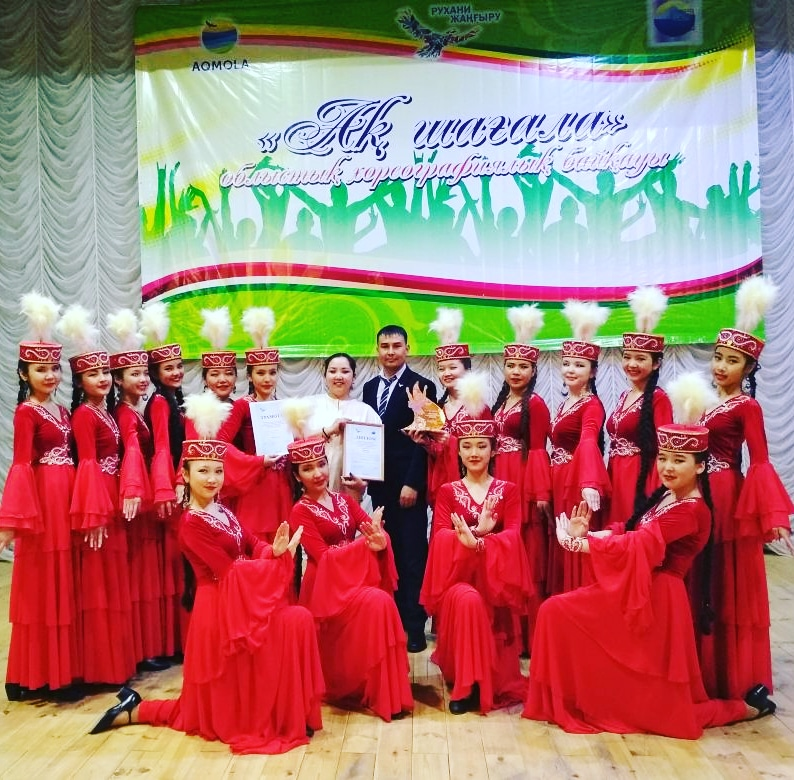 РУХАНИ
ЖАҢҒЫРУ
AQMOLA
«Ақ шағала»
облыстық хореографиялық байқауы